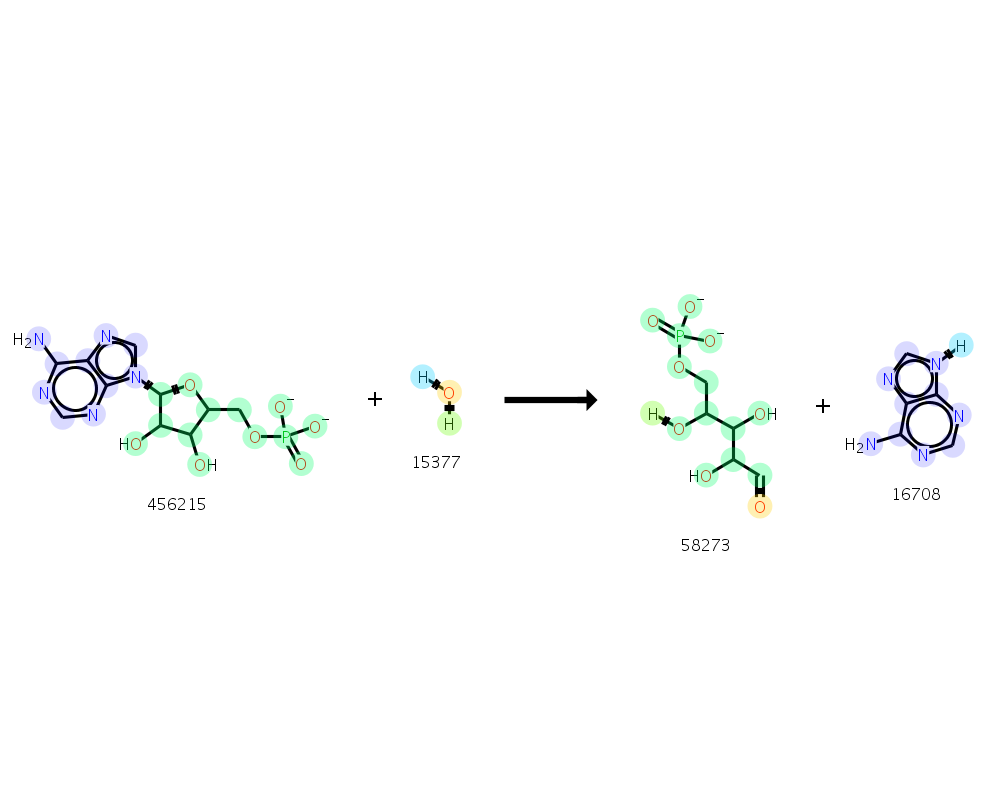 H₂N N N N N O HO OH O P O⁻ O⁻ O
456215
+
H O H
15377
O⁻ O P O⁻ O H O OH HO O
58273
+
H N N N N H₂N
16708